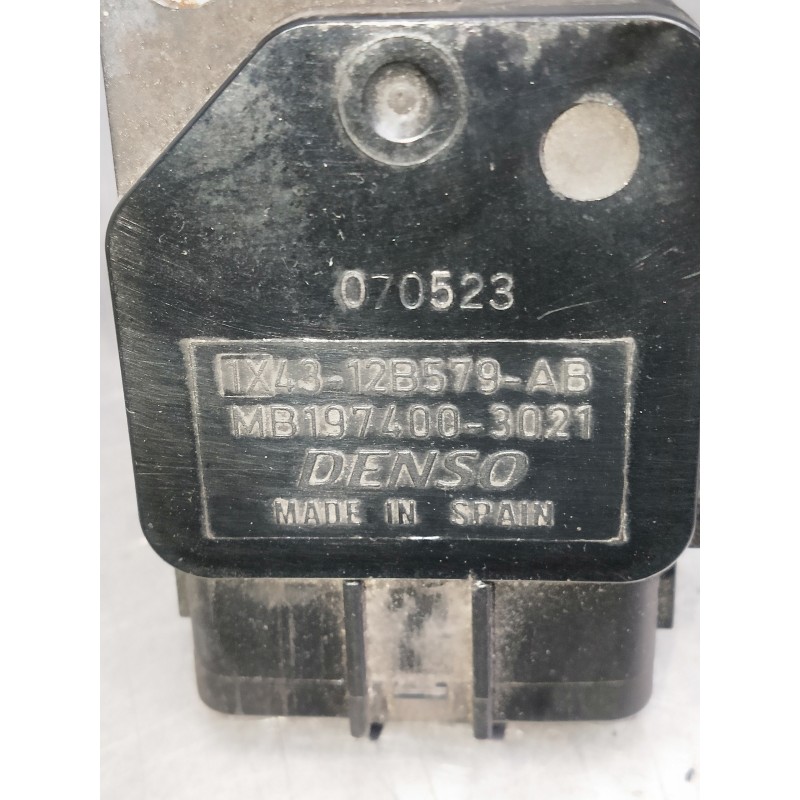 070523
1X43-12B579-AB
MB197400-3021
DENSO
MADE IN SPAIN